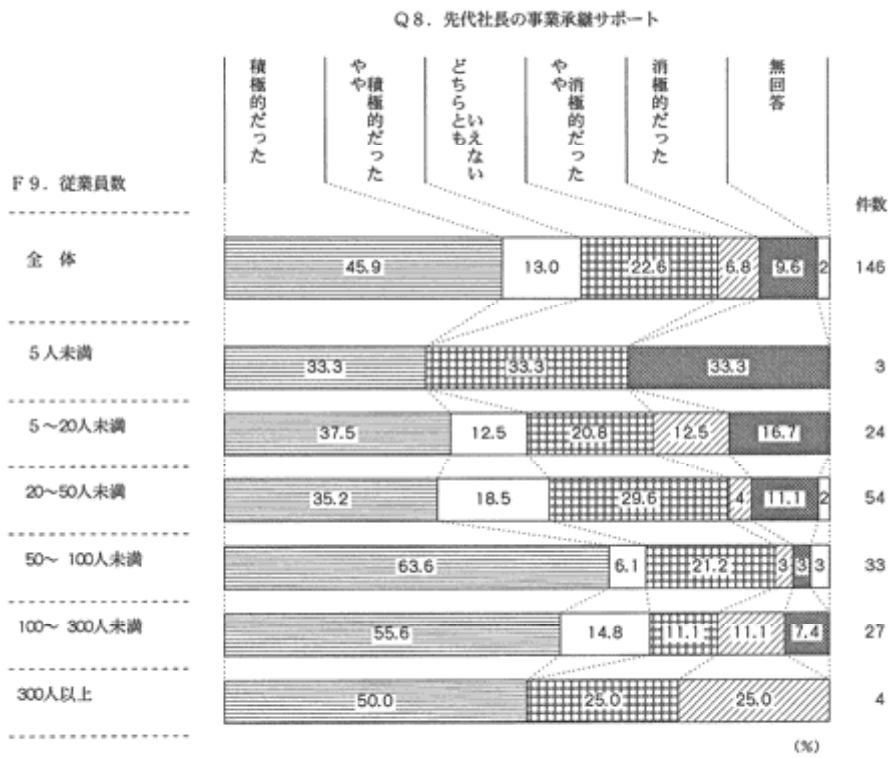 Q8．先代社長の事業承継サポート
積極的だった
やや積極的だった
どちらともいえない
やや消極的だった
消極的だった
無回答
F9．従業員数
件数
全 体 45.9 13.0 22.6 6.8 9.6 2 146
5人未満 33.3 33.3 33.3 3
5～20人未満 37.5 12.5 20.8 12.5 16.7 24
20～50人未満 35.2 18.5 29.6 4 11.1 2 54
50～ 100人未満 63.6 6.1 21.2 3 3 3 33
100～ 300人未満 55.6 14.8 11.1 11.1 7.4 27
300人以上 50.0 25.0 25.0 4
(%)